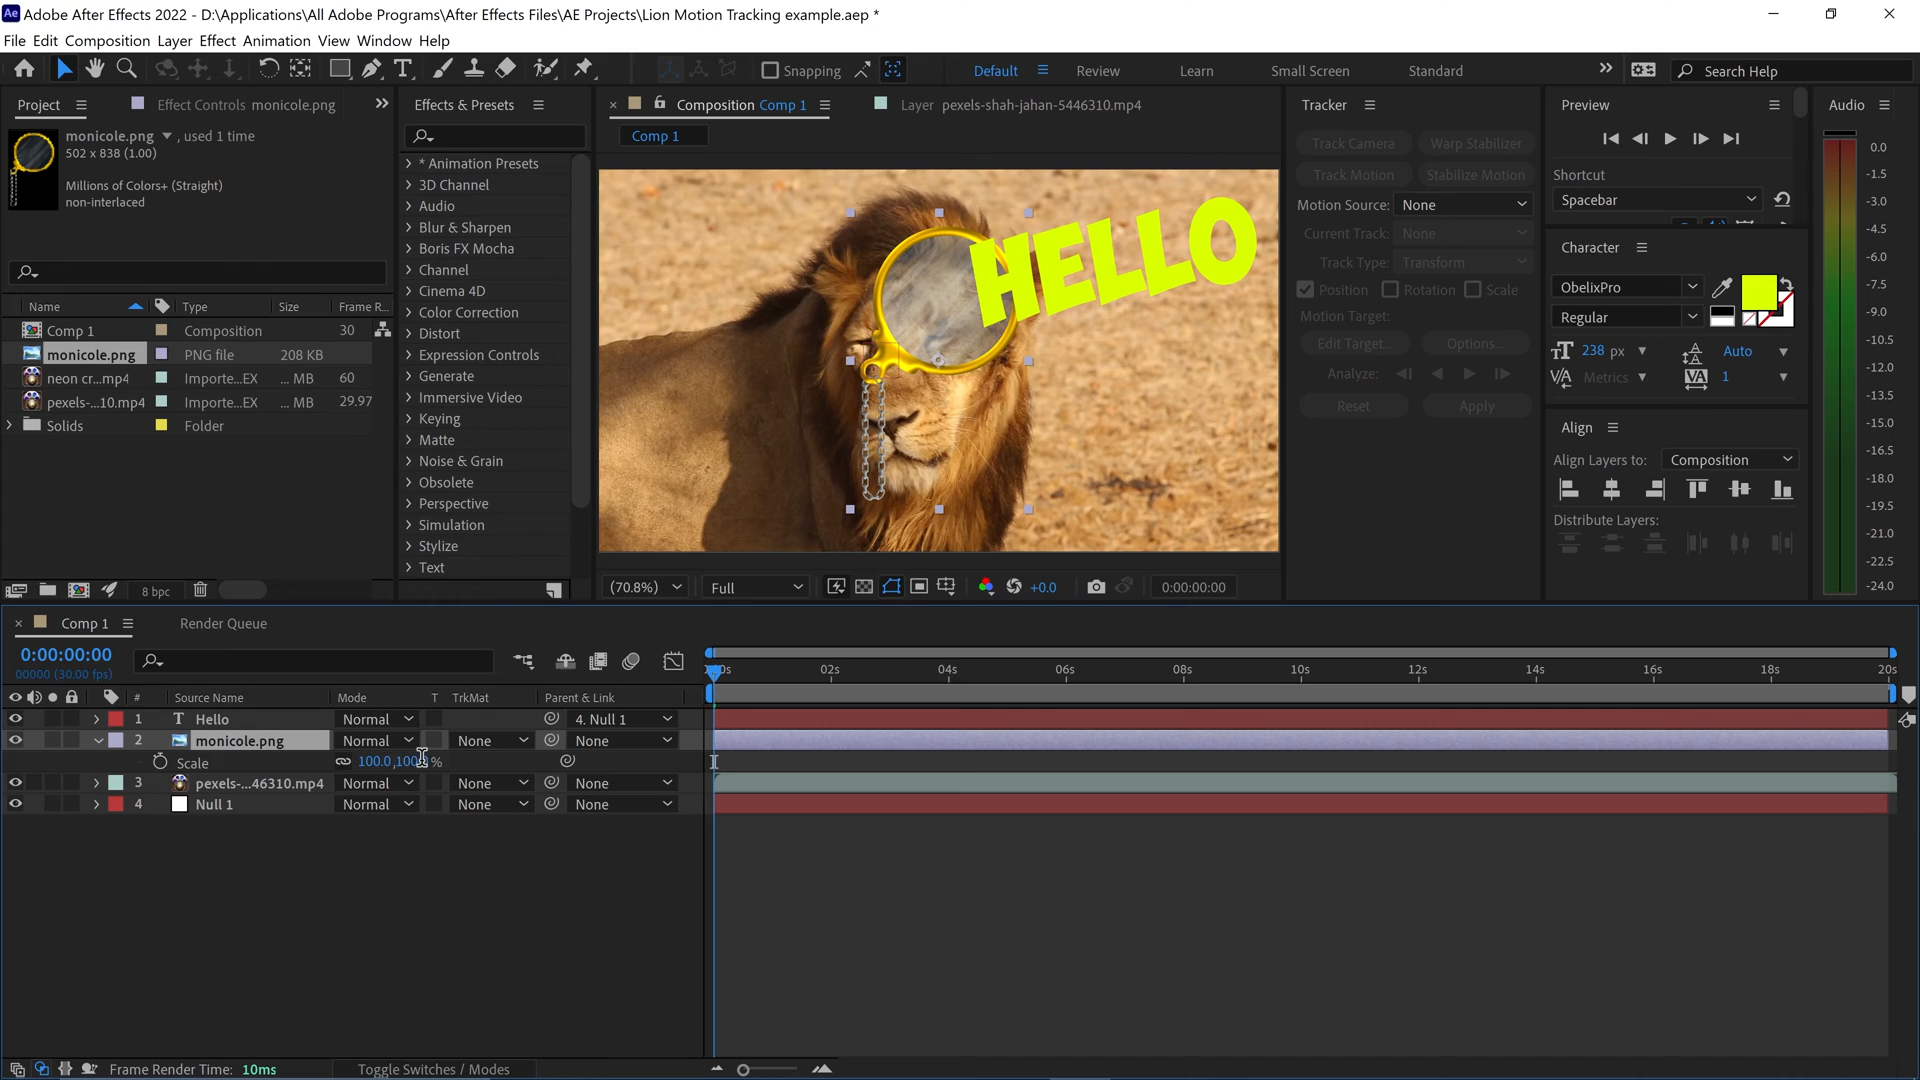 Adobe After Effects 2022 - D:\Applications\All Adobe Programs\After Effects Files\AE Projects\Lion Motion Tracking example.aep *
File Edit Composition Layer Effect Animation View Window Help
Snapping
Default Review Learn Small Screen Standard
Search Help
Project
Effect Controls monicole.png
monicole.png , used 1 time
502 x 838 (1.00)
Millions of Colors+ (Straight)
non-interlaced
Name Type Size Frame R...
Comp 1 Composition 30
monicole.png PNG file 208 KB
neon cr...mp4 Importe...EX ... MB 60
pexels-...10.mp4 Importe...EX ... MB 29.97
Solids Folder
8 bpc
Effects & Presets
* Animation Presets
3D Channel
Audio
Blur & Sharpen
Boris FX Mocha
Channel
Cinema 4D
Color Correction
Distort
Expression Controls
Generate
Immersive Video
Keying
Matte
Noise & Grain
Obsolete
Perspective
Simulation
Stylize
Text
Composition Comp 1
Layer pexels-shah-jahan-5446310.mp4
Comp 1
HELLO
(70.8%) Full +0.0 0:00:00:00
Tracker
Track Camera Warp Stabilizer
Track Motion Stabilize Motion
Motion Source: None
Current Track: None
Track Type: Transform
Position Rotation Scale
Motion Target:
Edit Target... Options...
Analyze:
Reset Apply
Preview
Shortcut
Spacebar
Character
ObelixPro
Regular
238 px Auto
Metrics 1
Align
Align Layers to: Composition
Distribute Layers:
Audio
0.0
-1.5
-3.0
-4.5
-6.0
-7.5
-9.0
-10.5
-12.0
-13.5
-15.0
-16.5
-18.0
-19.5
-21.0
-22.5
-24.0
Comp 1 Render Queue
0:00:00:00
00000 (30.00 fps)
02s 04s 06s 08s 10s 12s 14s 16s 18s 20s
# Source Name Mode T TrkMat Parent & Link
1 T Hello Normal 4. Null 1
2 monicole.png Normal None None
Scale 100.0,100.0 %
3 pexels-...46310.mp4 Normal None None
4 Null 1 Normal None None
Frame Render Time: 10ms Toggle Switches / Modes